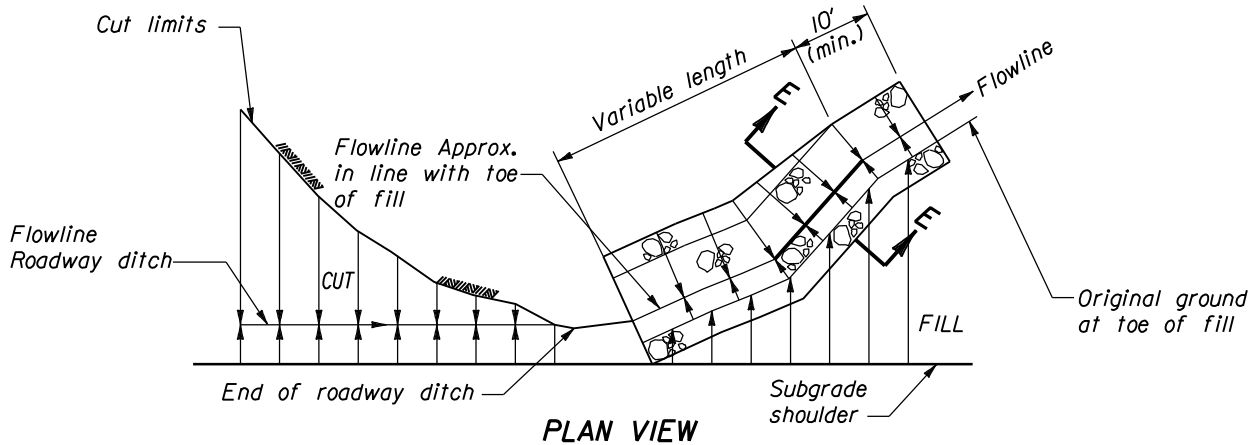 Cut limits
10'
(min.)
Variable length
E
Flowline
Flowline Approx.
in line with toe
of fill
Flowline
Roadway ditch
CUT
E
Original ground
at toe of fill
FILL
End of roadway ditch
Subgrade
shoulder
PLAN VIEW